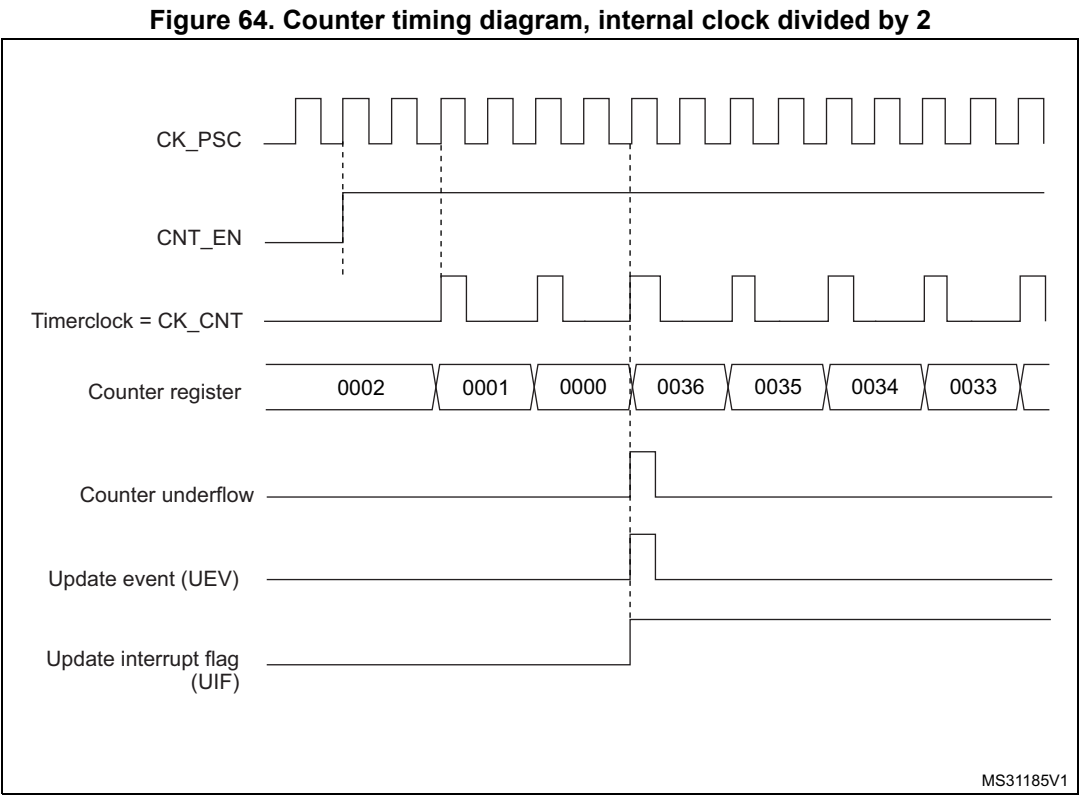 Figure 64. Counter timing diagram, internal clock divided by 2
CK_PSC
CNT_EN
Timerclock = CK_CNT
Counter register
0002
0001
0000
0036
0035
0034
0033
Counter underflow
Update event (UEV)
Update interrupt flag
(UIF)
MS31185V1